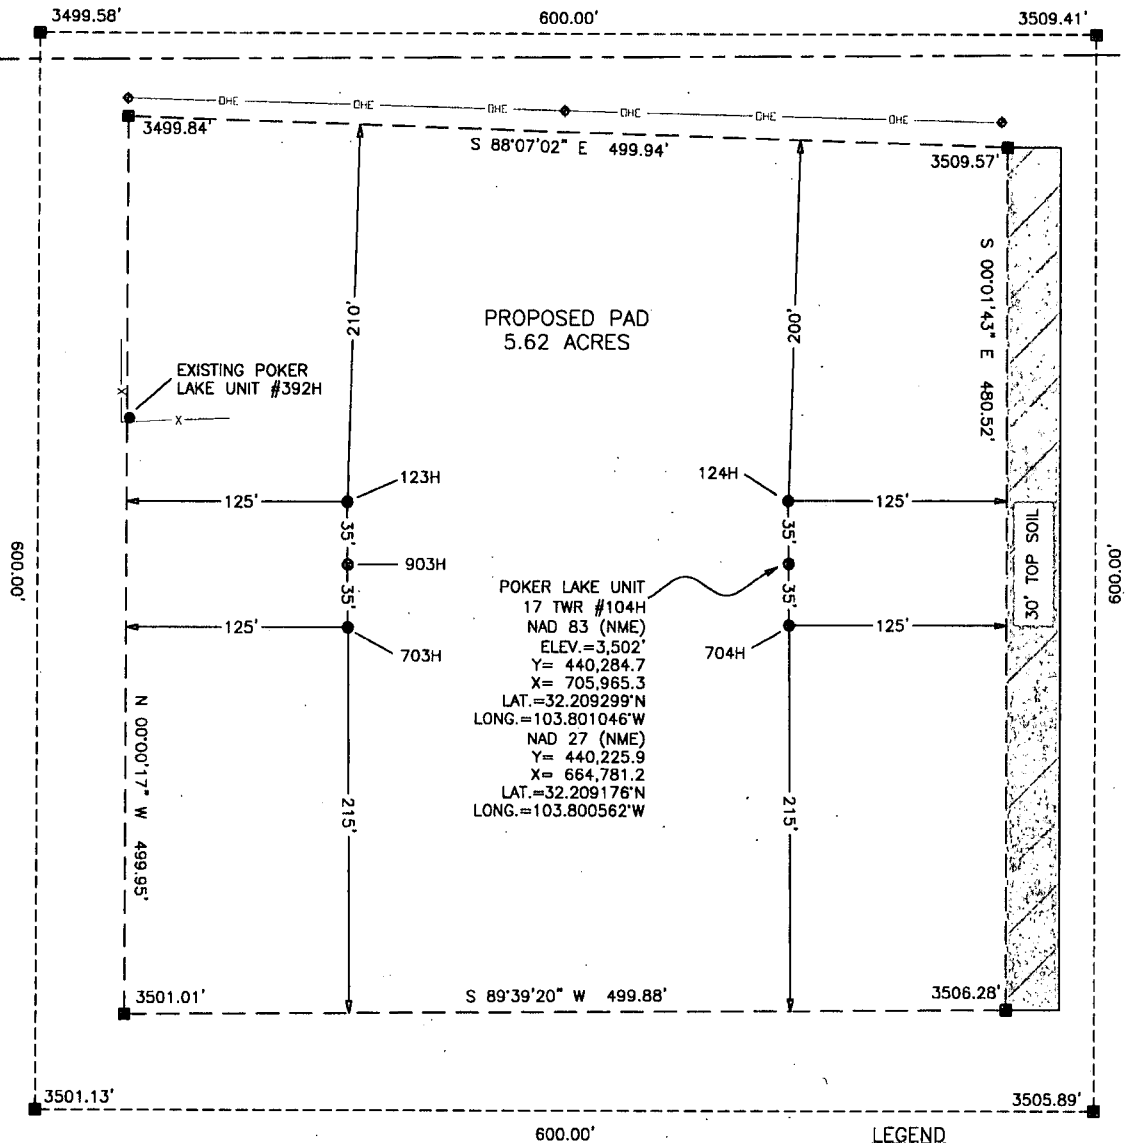 3499.58'
600.00'
3509.41'
OHE
OHE
OHE
OHE
OHE
OHE
3499.84'
S 88°07'02" E 499.94'
3509.57'
S 00°01'43" E 480.52'
210'
200'
PROPOSED PAD
5.62 ACRES
EXISTING POKER
LAKE UNIT #392H
X
X
123H
124H
125'
125'
35'
35'
903H
30' TOP SOIL
600.00'
600.00'
35'
35'
POKER LAKE UNIT
17 TWR #104H
NAD 83 (NME)
ELEV.=3,502'
Y= 440,284.7
X= 705,965.3
LAT.=32.209299°N
LONG.=103.801046°W
NAD 27 (NME)
Y= 440,225.9
X= 664,781.2
LAT.=32.209176°N
LONG.=103.800562°W
125'
125'
703H
704H
N 00°00'17" W 499.95'
215'
215'
3501.01'
S 89°39'20" W 499.88'
3506.28'
3501.13'
3505.89'
600.00'
LEGEND